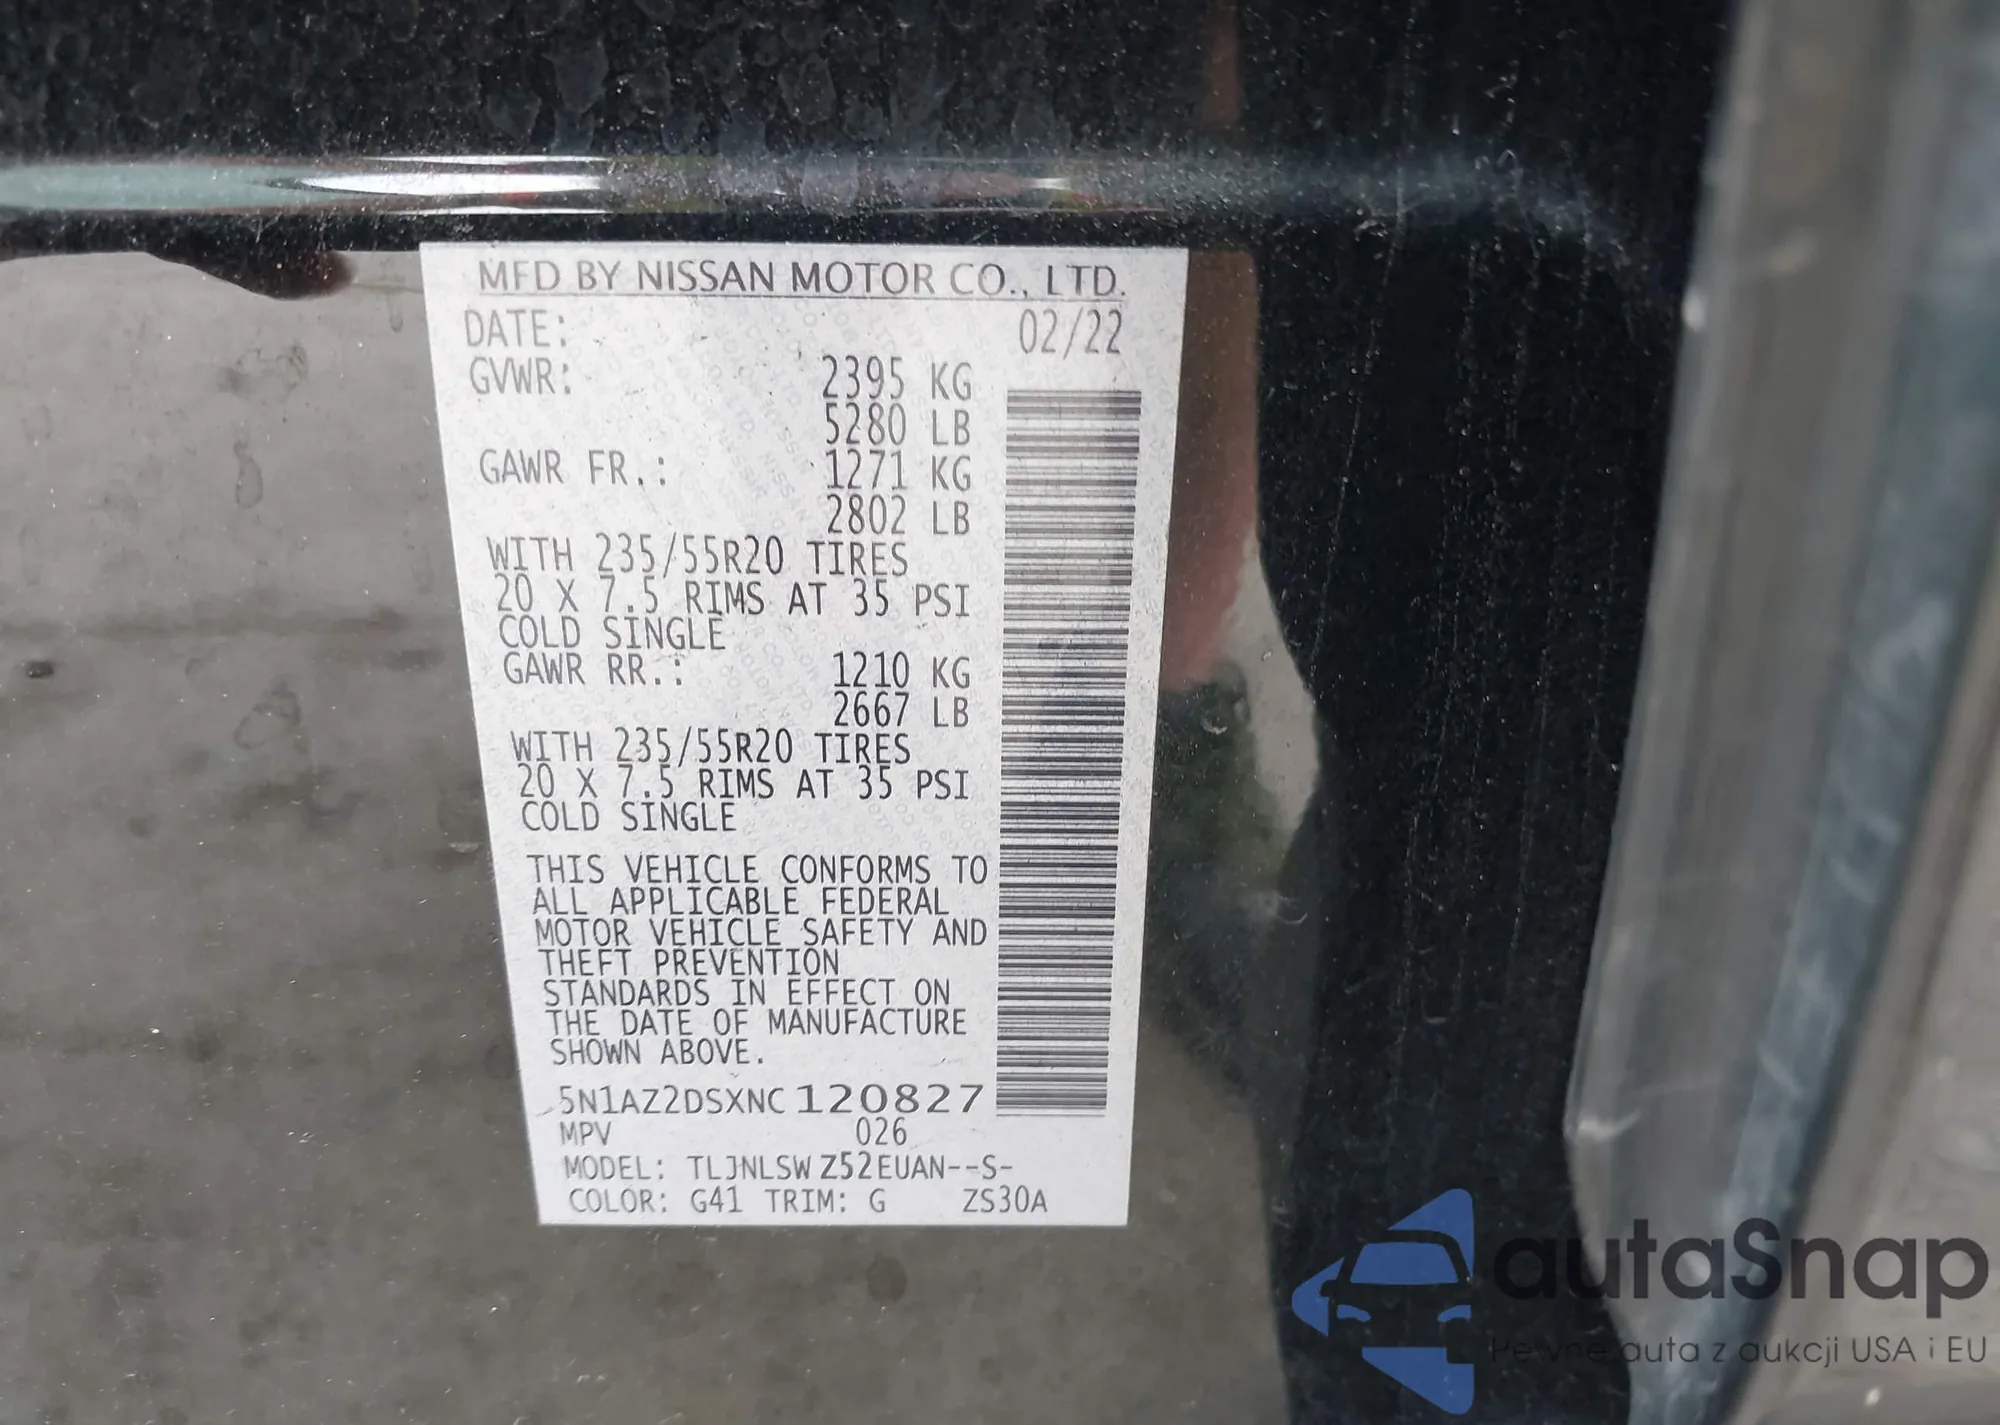 MFD BY NISSAN MOTOR CO., LTD.
DATE: 02/22
GVWR: 2395 KG
5280 LB
GAWR FR.: 1271 KG
2802 LB
WITH 235/55R20 TIRES
20 X 7.5 RIMS AT 35 PSI
COLD SINGLE
GAWR RR.: 1210 KG
2667 LB
WITH 235/55R20 TIRES
20 X 7.5 RIMS AT 35 PSI
COLD SINGLE
THIS VEHICLE CONFORMS TO
ALL APPLICABLE FEDERAL
MOTOR VEHICLE SAFETY AND
THEFT PREVENTION
STANDARDS IN EFFECT ON
THE DATE OF MANUFACTURE
SHOWN ABOVE.
5N1AZ2DSXNC120827
MPV 026
MODEL: TLJNLSWZ52EUAN--S-
COLOR: G41 TRIM: G ZS30A
autaSnap
Pewne auta z aukcji USA i EU